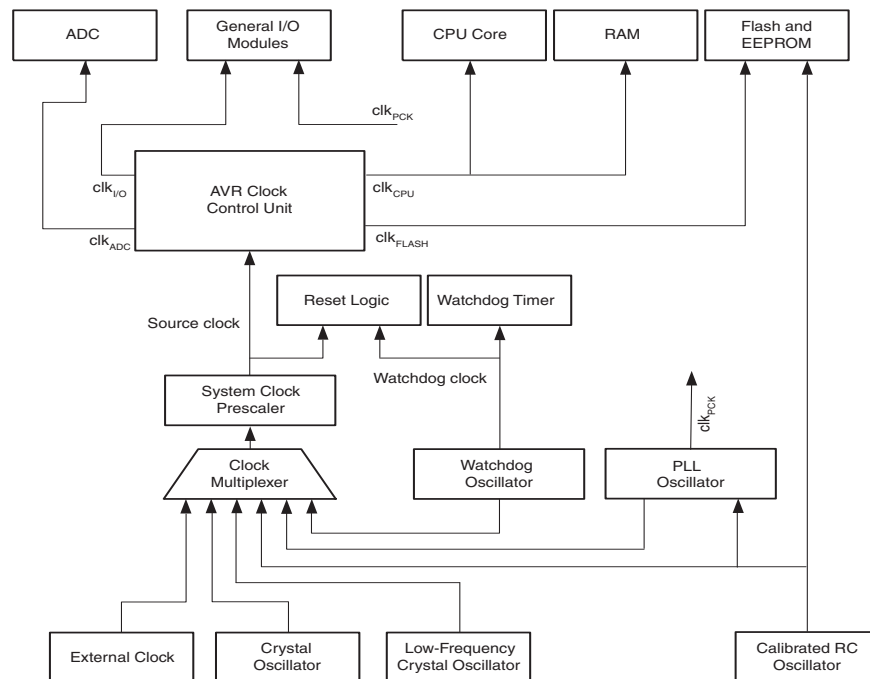 ADC
General I/O
Modules
CPU Core
RAM
Flash and
EEPROM
clkPCK
clkI/O
AVR Clock
Control Unit
clkCPU
clkADC
clkFLASH
Source clock
Reset Logic
Watchdog Timer
Watchdog clock
System Clock
Prescaler
clkPCK
Clock
Multiplexer
Watchdog
Oscillator
PLL
Oscillator
External Clock
Crystal
Oscillator
Low-Frequency
Crystal Oscillator
Calibrated RC
Oscillator